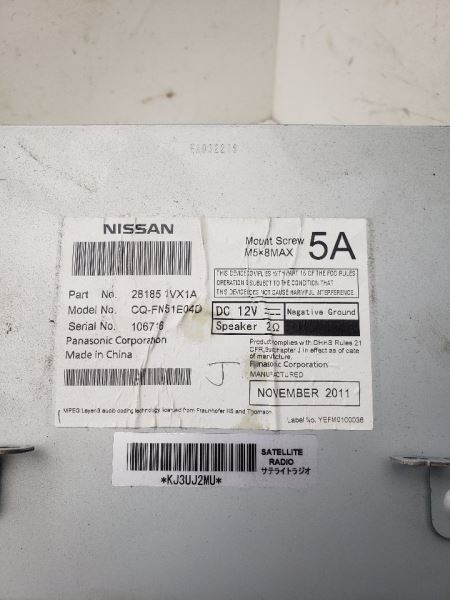 NISSAN
Mount Screw
M5×8MAX
5A
THIS DEVICE COMPLIES WITH PART 15 OF THE FCC RULES
OPERATION IS SUBJECT TO THE CONDITION THAT
THIS DEVICE DOES NOT CAUSE HARMFUL INTERFERENCE
Part No. 28185 1VX1A
Model No. CQ-FN51E04D
Serial No. 106716
Panasonic Corporation
Made in China
DC 12V Negative Ground
Speaker 2Ω
Product complies with DHHS Rules 21
CFR, Subchapter J in effect as of date
of manufacture.
Panasonic Corporation
MANUFACTURED
NOVEMBER 2011
J
MPEG Layer-3 audio coding technology licensed from Fraunhofer IIS and Thomson.
Label No. YEFM0100036
*KJ3UJ2MU*
SATELLITE
RADIO
サテライトラジオ